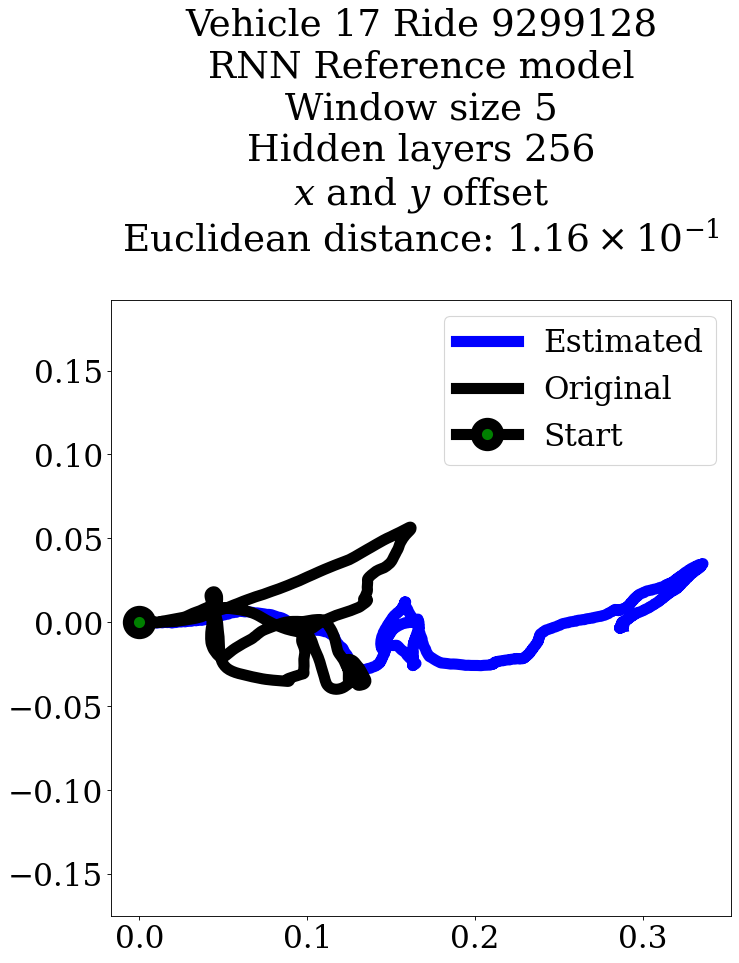 Vehicle 17 Ride 9299128
RNN Reference model
Window size 5
Hidden layers 256
x and y offset
Euclidean distance: 1.16 × 10⁻¹
Estimated
Original
Start
0.15
0.10
0.05
0.00
−0.05
−0.10
−0.15
0.0 0.1 0.2 0.3